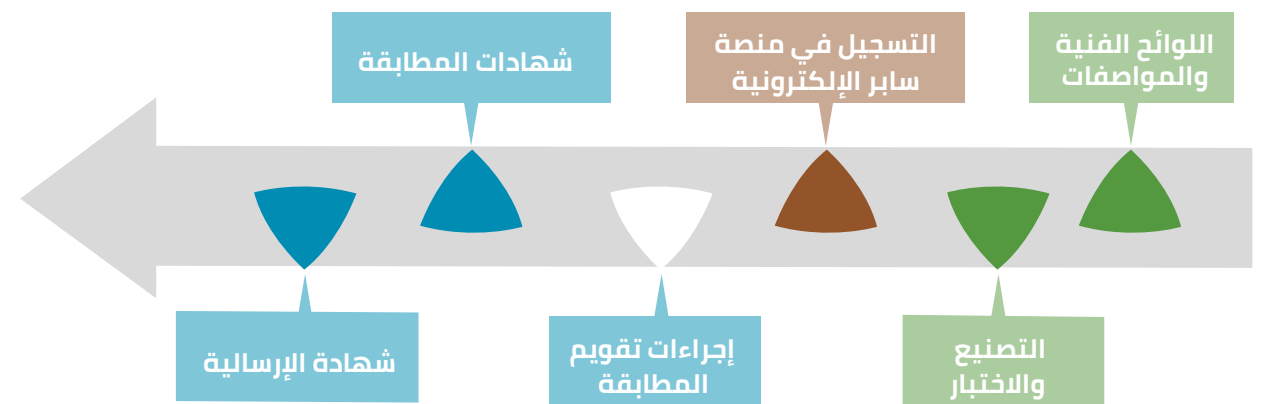 اللوائح الفنية
والمواصفات
التصنيع
والاختبار
التسجيل في منصة
سابر الإلكترونية
إجراءات تقويم
المطابقة
شهادات المطابقة
شهادة الإرسالية